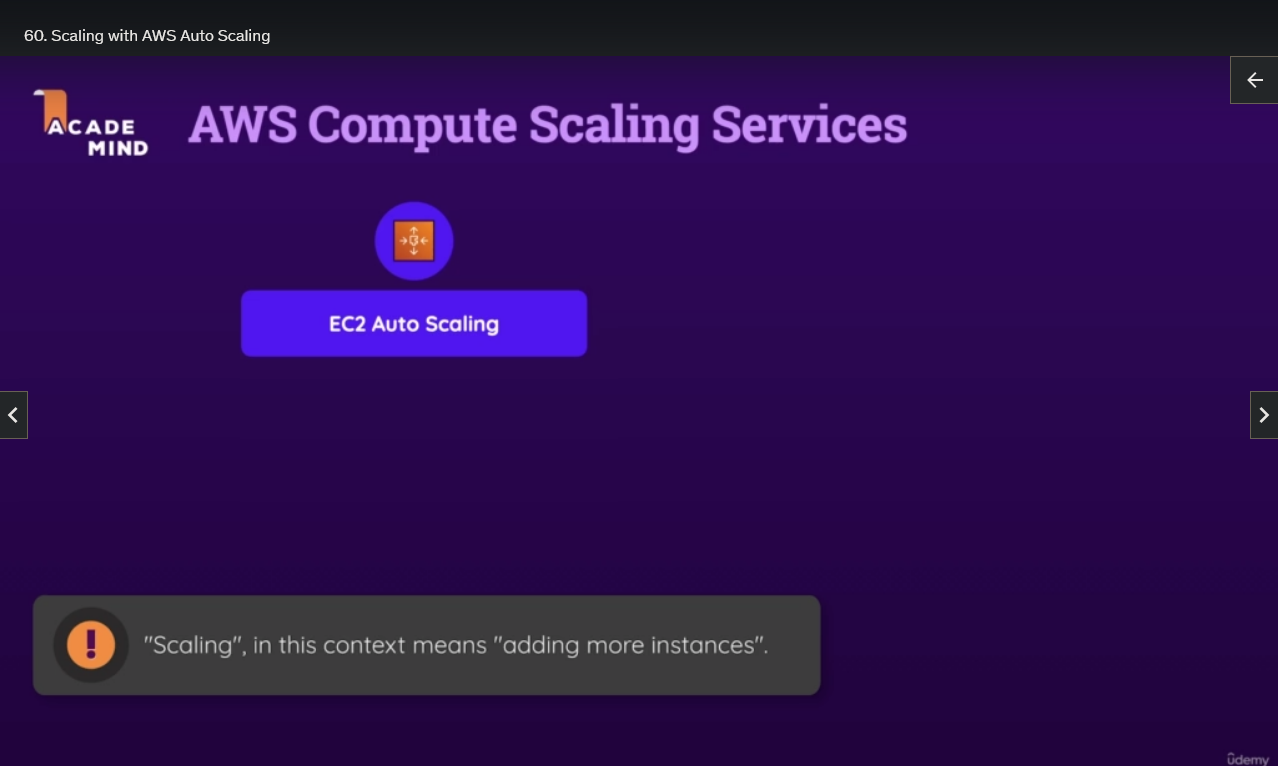 60. Scaling with AWS Auto Scaling
ACADE
MIND
AWS Compute Scaling Services
EC2 Auto Scaling
! "Scaling", in this context means "adding more instances".
ûdemy